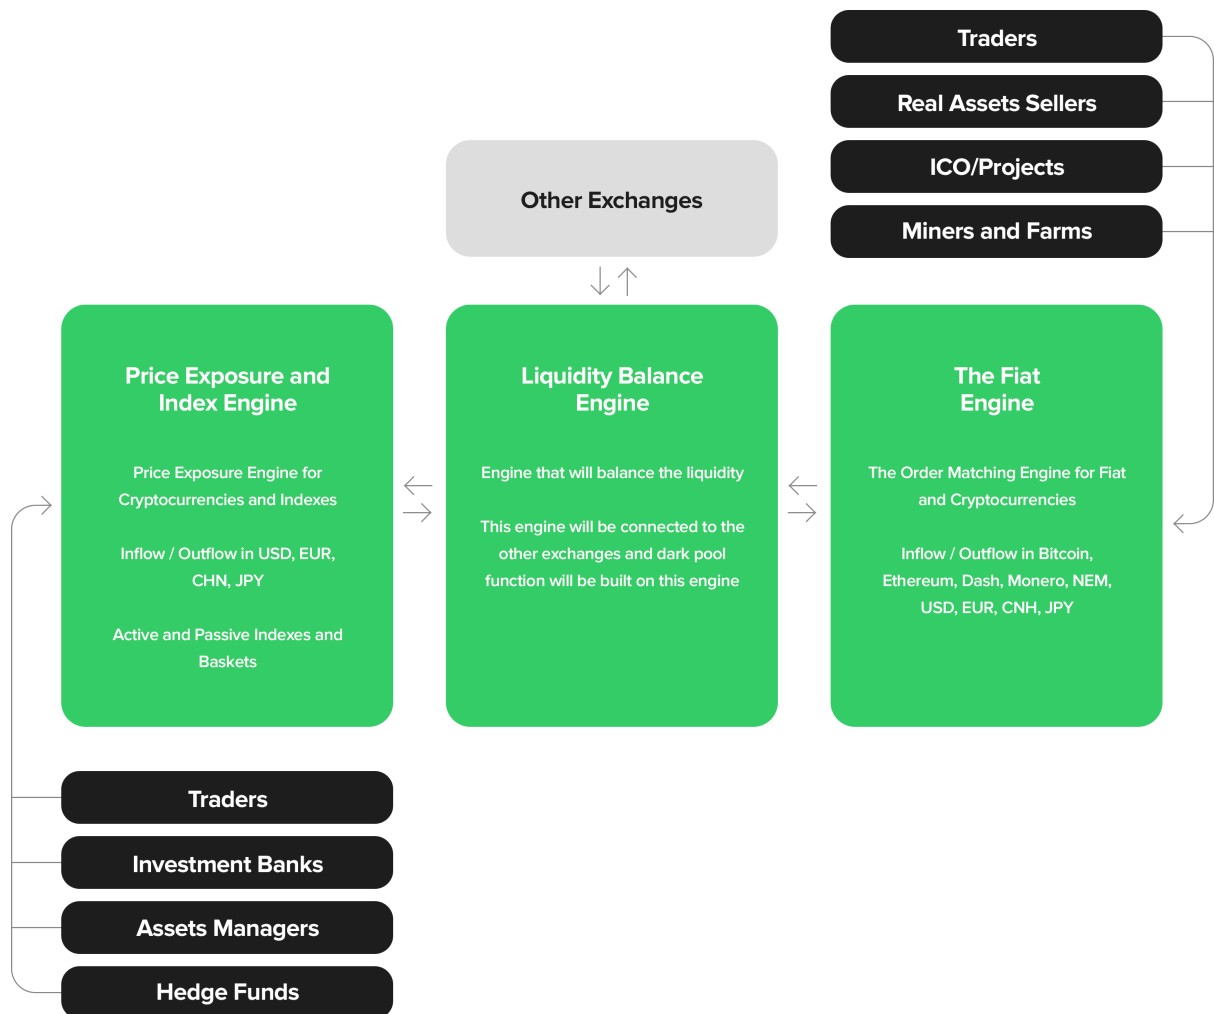 Traders
Real Assets Sellers
ICO/Projects
Miners and Farms
Other Exchanges
Price Exposure and
Index Engine
Price Exposure Engine for
Cryptocurrencies and Indexes
Inflow / Outflow in USD, EUR,
CHN, JPY
Active and Passive Indexes and
Baskets
Liquidity Balance
Engine
Engine that will balance the liquidity
This engine will be connected to the
other exchanges and dark pool
function will be built on this engine
The Fiat
Engine
The Order Matching Engine for Fiat
and Cryptocurrencies
Inflow / Outflow in Bitcoin,
Ethereum, Dash, Monero, NEM,
USD, EUR, CNH, JPY
Traders
Investment Banks
Assets Managers
Hedge Funds